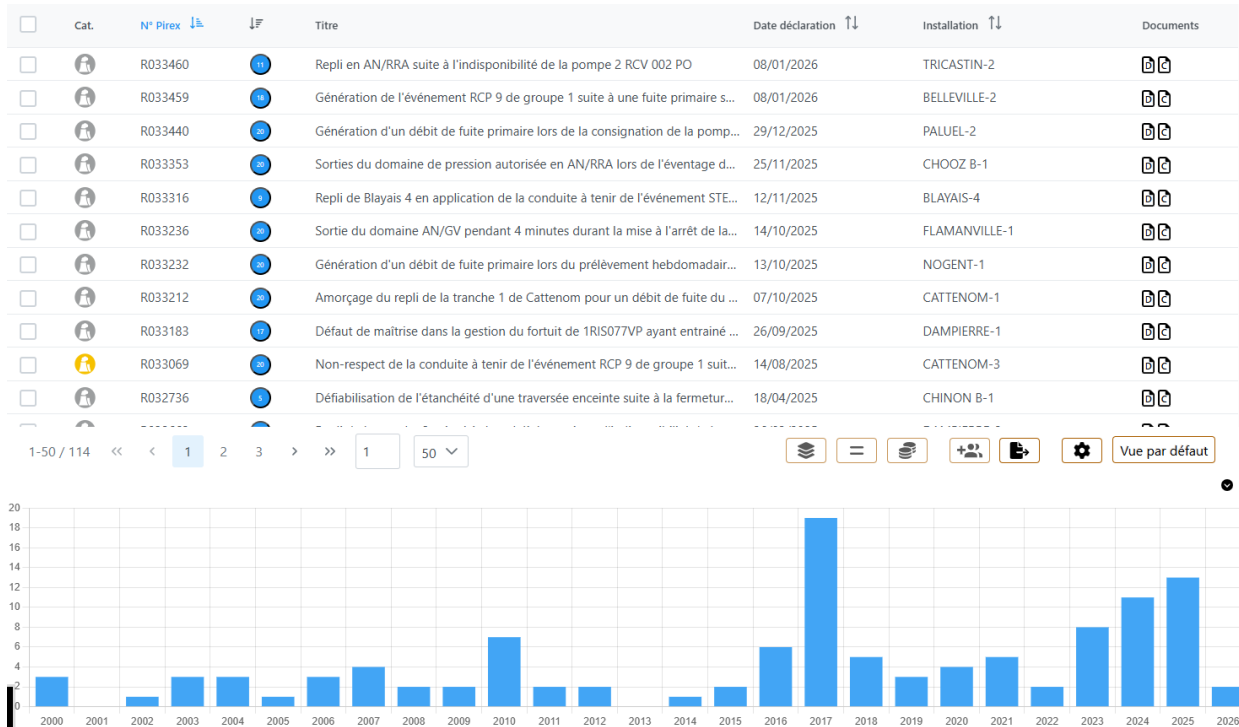 Cat. N° Pirex Titre Date déclaration Installation Documents
R033460 11 Repli en AN/RRA suite à l'indisponibilité de la pompe 2 RCV 002 PO 08/01/2026 TRICASTIN-2 D C
R033459 18 Génération de l'événement RCP 9 de groupe 1 suite à une fuite primaire s... 08/01/2026 BELLEVILLE-2 D C
R033440 20 Génération d'un débit de fuite primaire lors de la consignation de la pomp... 29/12/2025 PALUEL-2 D C
R033353 20 Sorties du domaine de pression autorisée en AN/RRA lors de l'éventage d... 25/11/2025 CHOOZ B-1 D C
R033316 9 Repli de Blayais 4 en application de la conduite à tenir de l'événement STE... 12/11/2025 BLAYAIS-4 D C
R033236 20 Sortie du domaine AN/GV pendant 4 minutes durant la mise à l'arrêt de la... 14/10/2025 FLAMANVILLE-1 D C
R033232 20 Génération d'un débit de fuite primaire lors du prélèvement hebdomadair... 13/10/2025 NOGENT-1 D C
R033212 20 Amorçage du repli de la tranche 1 de Cattenom pour un débit de fuite du ... 07/10/2025 CATTENOM-1 D C
R033183 17 Défaut de maîtrise dans la gestion du fortuit de 1RIS077VP ayant entrainé ... 26/09/2025 DAMPIERRE-1 D C
R033069 20 Non-respect de la conduite à tenir de l'événement RCP 9 de groupe 1 suit... 14/08/2025 CATTENOM-3 D C
R032736 5 Défiabilisation de l'étanchéité d'une traversée enceinte suite à la fermetur... 18/04/2025 CHINON B-1 D C
1-50 / 114 « ‹ 1 2 3 › » 1 50 Vue par défaut
20
18
16
14
12
10
8
6
4
2
0
2000 2001 2002 2003 2004 2005 2006 2007 2008 2009 2010 2011 2012 2013 2014 2015 2016 2017 2018 2019 2020 2021 2022 2023 2024 2025 2026